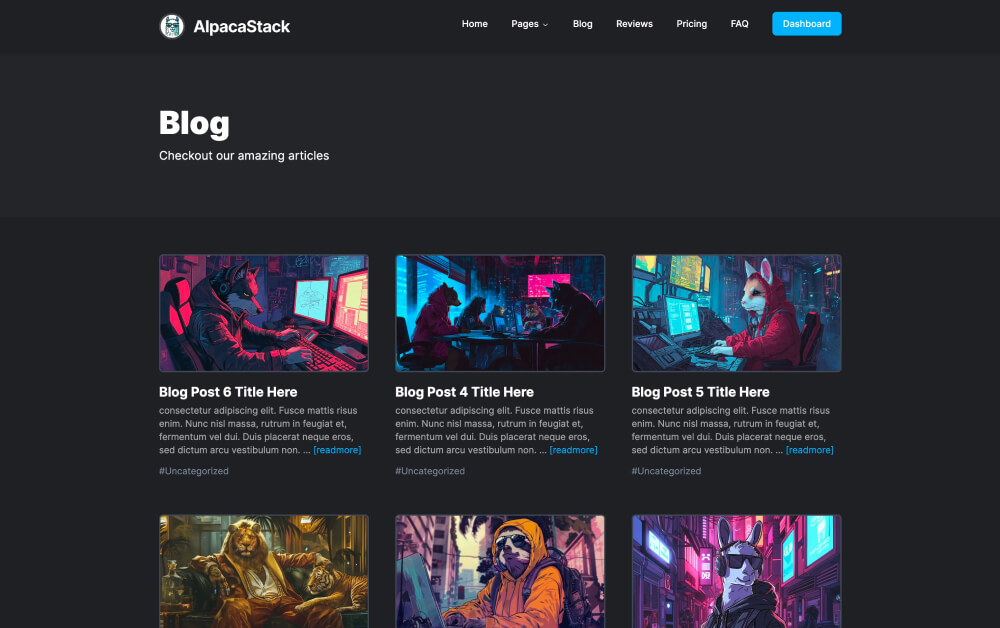 AlpacaStack
Home Pages Blog Reviews Pricing FAQ Dashboard
Blog
Checkout our amazing articles
Blog Post 6 Title Here
consectetur adipiscing elit. Fusce mattis risus
enim. Nunc nisl massa, rutrum in feugiat et,
fermentum vel dui. Duis placerat neque eros,
sed dictum arcu vestibulum non. ... [readmore]
#Uncategorized
Blog Post 4 Title Here
consectetur adipiscing elit. Fusce mattis risus
enim. Nunc nisl massa, rutrum in feugiat et,
fermentum vel dui. Duis placerat neque eros,
sed dictum arcu vestibulum non. ... [readmore]
#Uncategorized
Blog Post 5 Title Here
consectetur adipiscing elit. Fusce mattis risus
enim. Nunc nisl massa, rutrum in feugiat et,
fermentum vel dui. Duis placerat neque eros,
sed dictum arcu vestibulum non. ... [readmore]
#Uncategorized